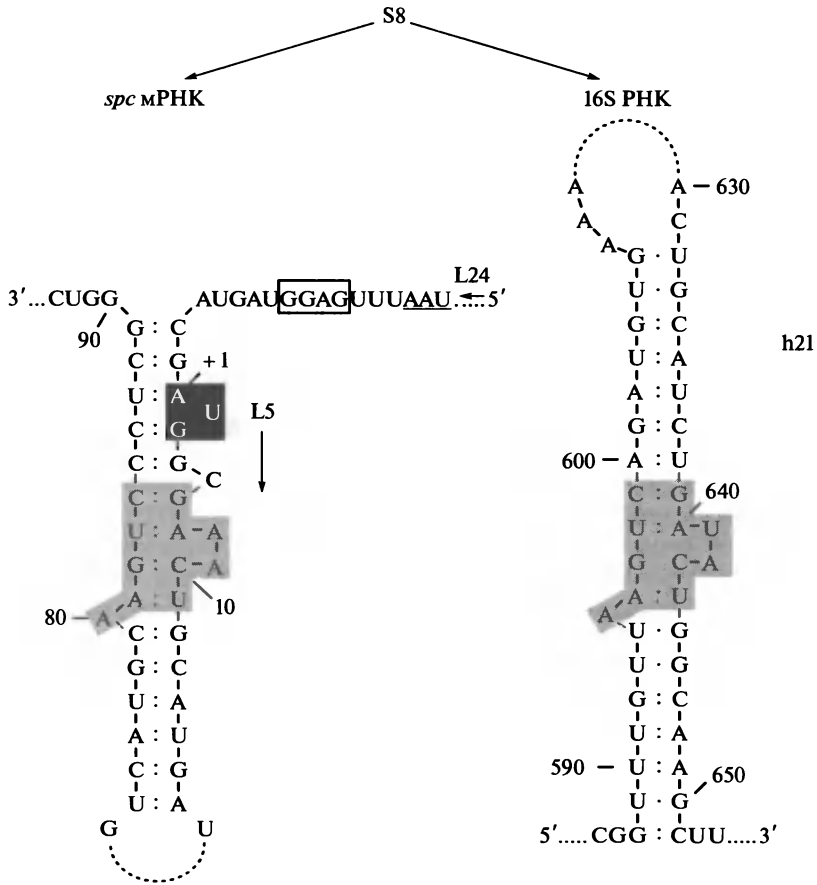 S8
spc мРНК 16S РНК
A A – 630
A C
A U
A G · U
U · G
L24
3′...CUGG AUGAUGGAGUUUAAU.....5′
G : C G · C
90
C : G U : A h21
+1
U : A U A : U
C G G : C
L5
C : G 600 – A : U
C
C : G C : G
640
U : A A U : A U
G : C A G : C A
A : U A : U
10
80 – A A
C : G U · G
G : C U · G
U : A G : C
A : U U : A
C : G 590 – U : A
650
U : A U · G
G U 5′.....CGG : CUU.....3′